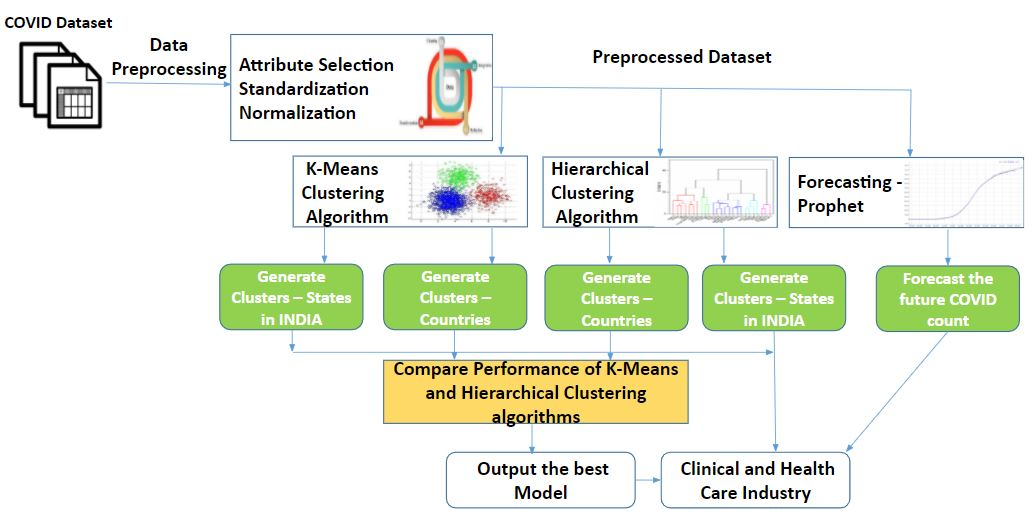 COVID Dataset
Data
Preprocessing
Attribute Selection
Standardization
Normalization
Preprocessed Dataset
K-Means
Clustering
Algorithm
Hierarchical
Clustering
Algorithm
Forecasting -
Prophet
Generate
Clusters – States
in INDIA
Generate
Clusters –
Countries
Generate
Clusters –
Countries
Generate
Clusters – States
in INDIA
Forecast the
future COVID
count
Compare Performance of K-Means
and Hierarchical Clustering
algorithms
Output the best
Model
Clinical and Health
Care Industry